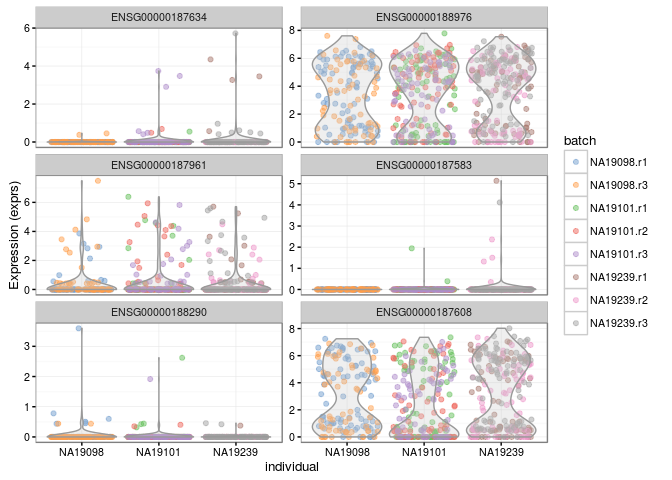 ENSG00000187634
ENSG00000188976
6
4
2
0
8
6
4
2
0
ENSG00000187961
ENSG00000187583
6
4
2
0
5
4
3
2
1
0
ENSG00000188290
ENSG00000187608
3
2
1
0
8
6
4
2
0
NA19098
NA19101
NA19239
NA19098
NA19101
NA19239
individual
Expression (exprs)
batch
NA19098.r1
NA19098.r3
NA19101.r1
NA19101.r2
NA19101.r3
NA19239.r1
NA19239.r2
NA19239.r3